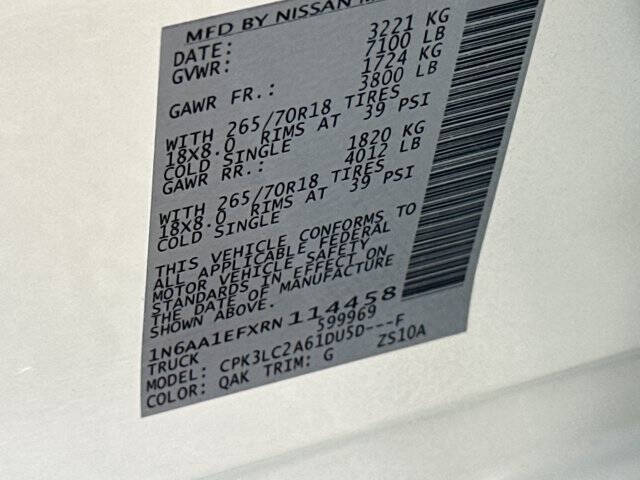 MFD BY NISSAN
DATE: 3221 KG
GVWR: 7100 LB
1724 KG
GAWR FR.: 3800 LB
WITH 265/70R18 TIRES
18X8.0 RIMS AT 39 PSI
COLD SINGLE 1820 KG
GAWR RR.: 4012 LB
WITH 265/70R18 TIRES
18X8.0 RIMS AT 39 PSI
COLD SINGLE
THIS VEHICLE CONFORMS TO
ALL APPLICABLE FEDERAL
MOTOR VEHICLE SAFETY
STANDARDS IN EFFECT ON
THE DATE OF MANUFACTURE
SHOWN ABOVE.
1N6AA1EFXRN 114458
TRUCK 599969
MODEL: CPK3LC2A61DU5D---F
COLOR: QAK TRIM: G ZS10A